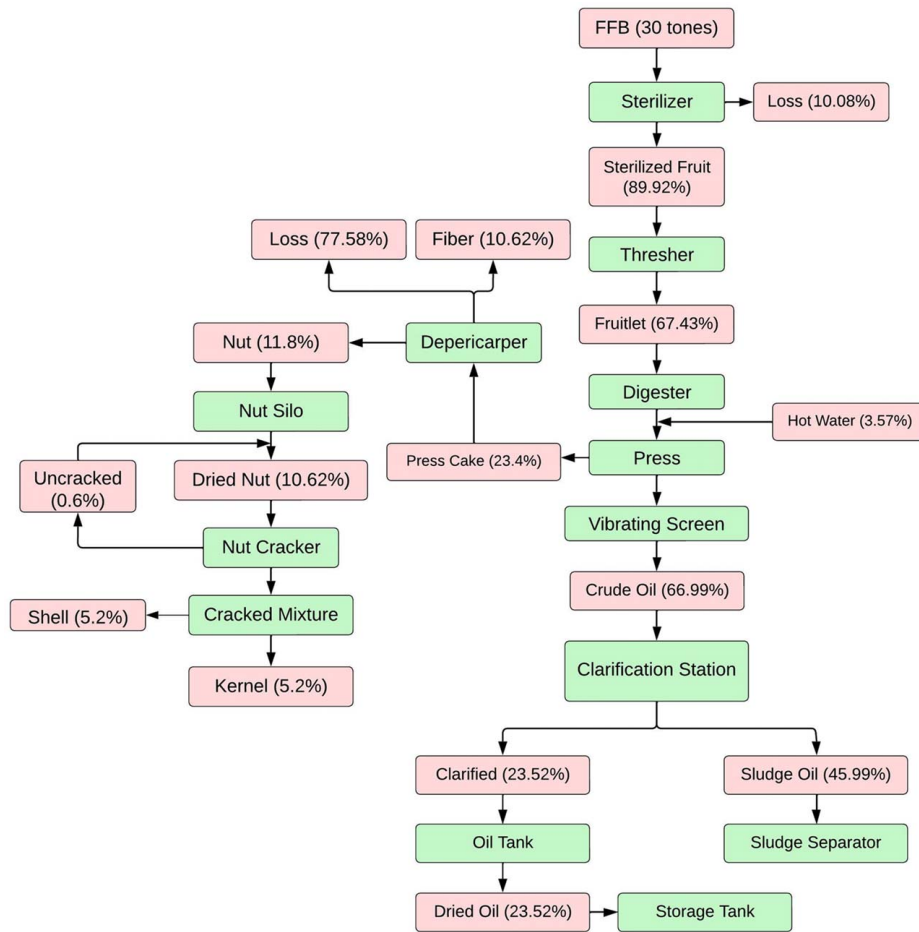 FFB (30 tones)
Sterilizer
Loss (10.08%)
Sterilized Fruit
(89.92%)
Loss (77.58%)
Fiber (10.62%)
Thresher
Fruitlet (67.43%)
Nut (11.8%)
Depericarper
Digester
Nut Silo
Hot Water (3.57%)
Press Cake (23.4%)
Press
Uncracked
(0.6%)
Dried Nut (10.62%)
Vibrating Screen
Nut Cracker
Crude Oil (66.99%)
Shell (5.2%)
Cracked Mixture
Clarification Station
Kernel (5.2%)
Clarified (23.52%)
Sludge Oil (45.99%)
Oil Tank
Sludge Separator
Dried Oil (23.52%)
Storage Tank